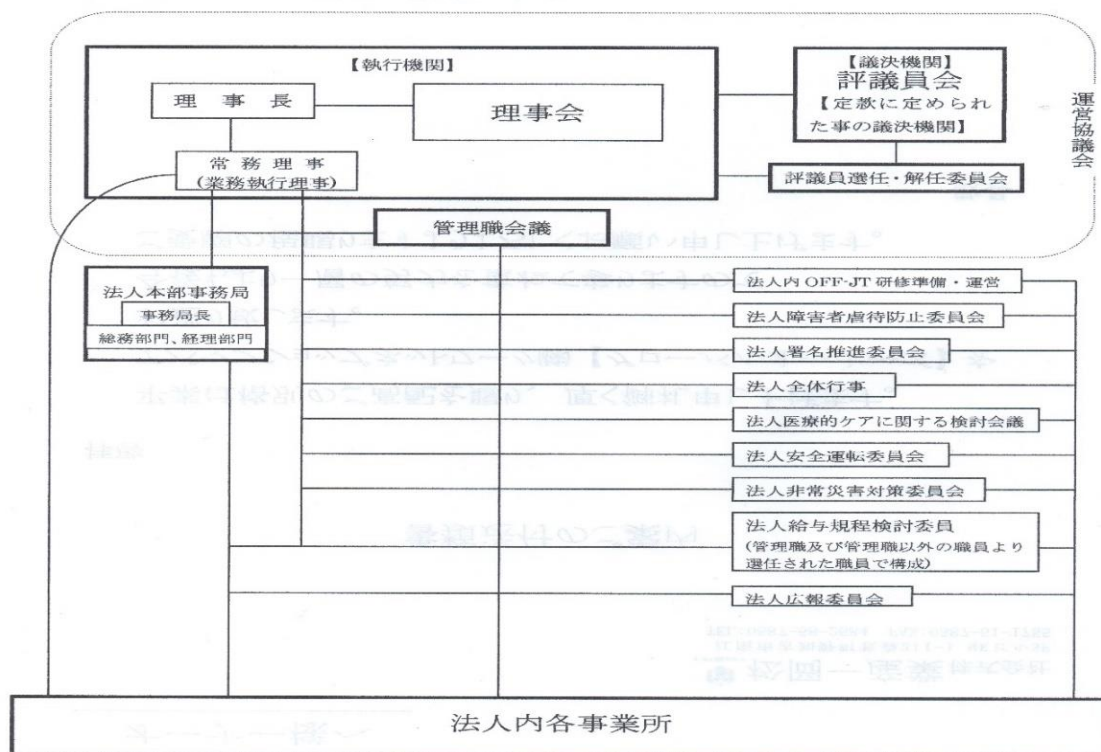 【執行機関】
理事長
理事会
常務理事
(業務執行理事)
【議決機関】
評議員会
【定款に定められ
た事の議決機関】
評議員選任・解任委員会
運営協議会
管理職会議
法人本部事務局
事務局長
総務部門、経理部門
法人内 OFF-JT 研修準備・運営
法人障害者虐待防止委員会
法人署名推進委員会
法人全体行事
法人医療的ケアに関する検討会議
法人安全運転委員会
法人非常災害対策委員会
法人給与規程検討委員
(管理職及び管理職以外の職員より
選任された職員で構成)
法人広報委員会
法人内各事業所